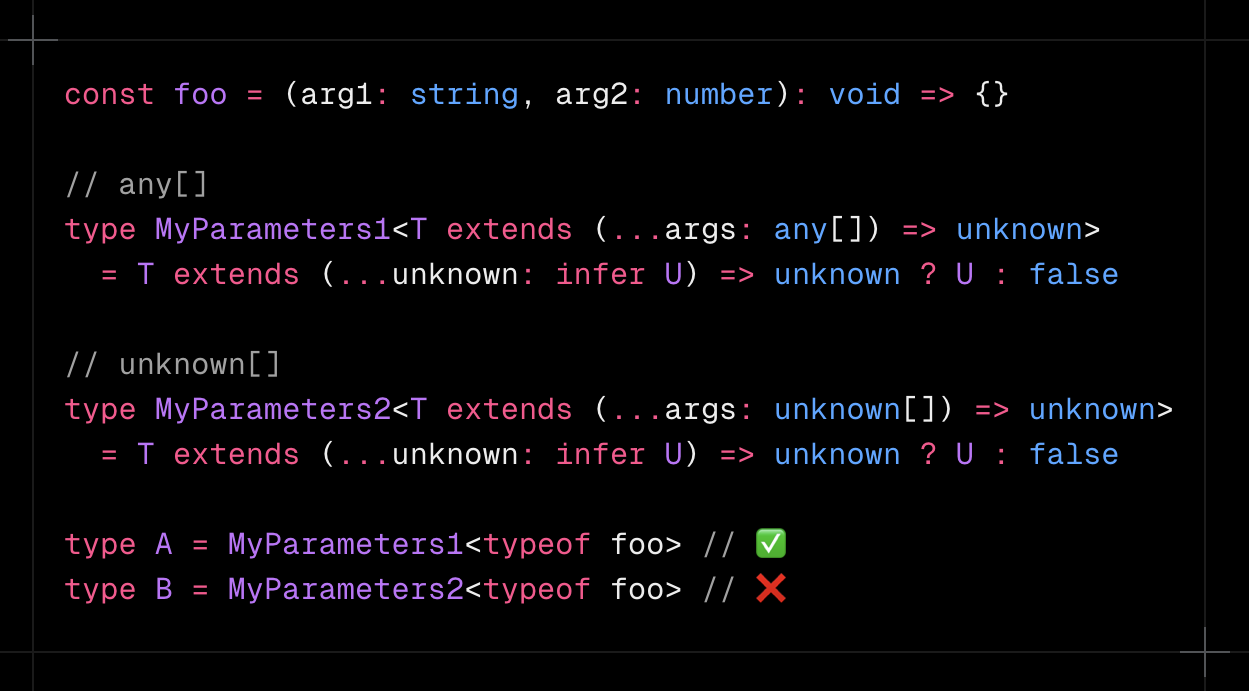 const foo = (arg1: string, arg2: number): void => {}
// any[]
type MyParameters1<T extends (...args: any[]) => unknown>
  = T extends (...unknown: infer U) => unknown ? U : false
// unknown[]
type MyParameters2<T extends (...args: unknown[]) => unknown>
  = T extends (...unknown: infer U) => unknown ? U : false
type A = MyParameters1<typeof foo> // ✅
type B = MyParameters2<typeof foo> // ❌